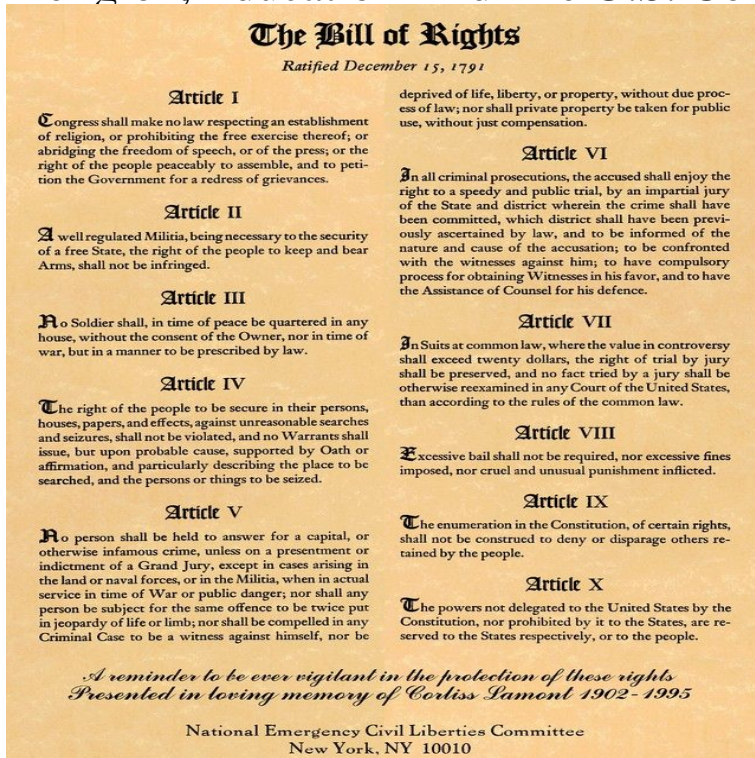 The Bill of Rights
Ratified December 15, 1791
Article I
Congress shall make no law respecting an establishment
of religion, or prohibiting the free exercise thereof; or
abridging the freedom of speech, or of the press; or the
right of the people peaceably to assemble, and to peti-
tion the Government for a redress of grievances.
Article II
A well regulated Militia, being necessary to the security
of a free State, the right of the people to keep and bear
Arms, shall not be infringed.
Article III
No Soldier shall, in time of peace be quartered in any
house, without the consent of the Owner, nor in time of
war, but in a manner to be prescribed by law.
Article IV
The right of the people to be secure in their persons,
houses, papers, and effects, against unreasonable searches
and seizures, shall not be violated, and no Warrants shall
issue, but upon probable cause, supported by Oath or
affirmation, and particularly describing the place to be
searched, and the persons or things to be seized.
Article V
No person shall be held to answer for a capital, or
otherwise infamous crime, unless on a presentment or
indictment of a Grand Jury, except in cases arising in
the land or naval forces, or in the Militia, when in actual
service in time of War or public danger; nor shall any
person be subject for the same offence to be twice put
in jeopardy of life or limb; nor shall be compelled in any
Criminal Case to be a witness against himself, nor be
deprived of life, liberty, or property, without due proc-
ess of law; nor shall private property be taken for public
use, without just compensation.
Article VI
In all criminal prosecutions, the accused shall enjoy the
right to a speedy and public trial, by an impartial jury
of the State and district wherein the crime shall have
been committed, which district shall have been previ-
ously ascertained by law, and to be informed of the
nature and cause of the accusation; to be confronted
with the witnesses against him; to have compulsory
process for obtaining Witnesses in his favor, and to have
the Assistance of Counsel for his defence.
Article VII
In Suits at common law, where the value in controversy
shall exceed twenty dollars, the right of trial by jury
shall be preserved, and no fact tried by a jury shall be
otherwise reexamined in any Court of the United States,
than according to the rules of the common law.
Article VIII
Excessive bail shall not be required, nor excessive fines
imposed, nor cruel and unusual punishment inflicted.
Article IX
The enumeration in the Constitution, of certain rights,
shall not be construed to deny or disparage others re-
tained by the people.
Article X
The powers not delegated to the United States by the
Constitution, nor prohibited by it to the States, are re-
served to the States respectively, or to the people.
A reminder to be ever vigilant in the protection of these rights
Presented in loving memory of Corliss Lamont 1902-1995
National Emergency Civil Liberties Committee
New York, NY 10010